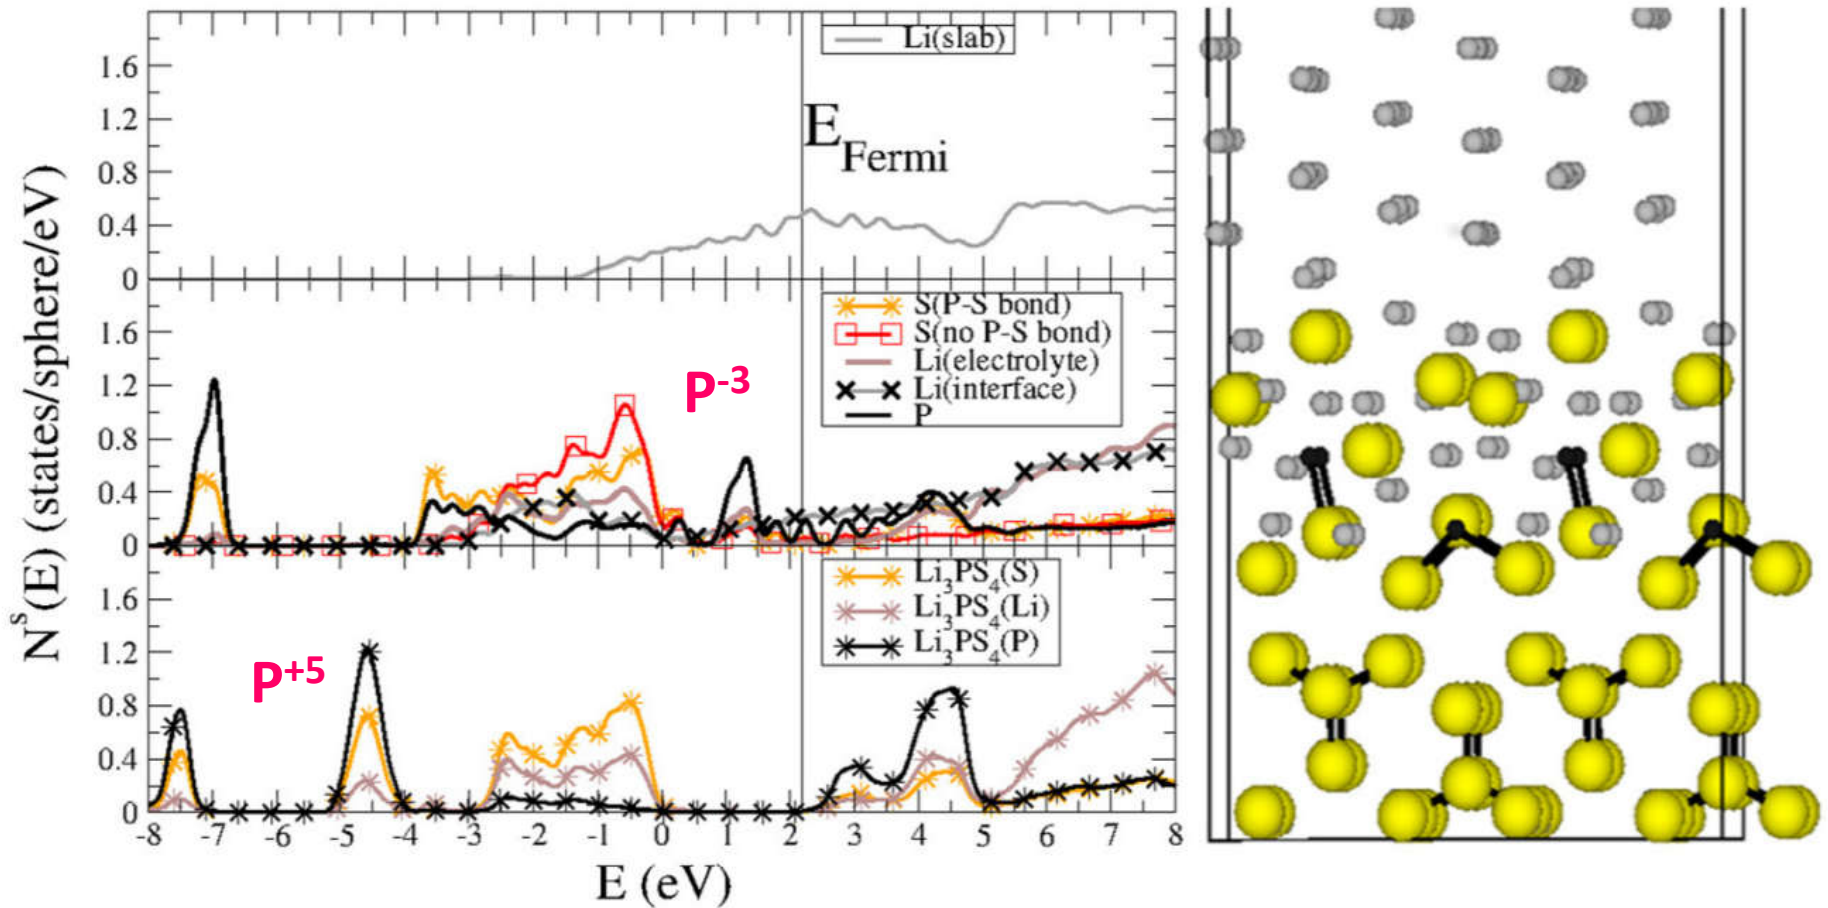 N^s(E) (states/sphere/eV)
1.6
1.2
0.8
0.4
0
Li(slab)
E_Fermi
1.6
1.2
0.8
0.4
0
S(P-S bond)
S(no P-S bond)
Li(electrolyte)
Li(interface)
P
P-3
1.6
1.2
0.8
0.4
0
Li3PS4(S)
Li3PS4(Li)
Li3PS4(P)
P+5
-8 -7 -6 -5 -4 -3 -2 -1 0 1 2 3 4 5 6 7 8
E (eV)